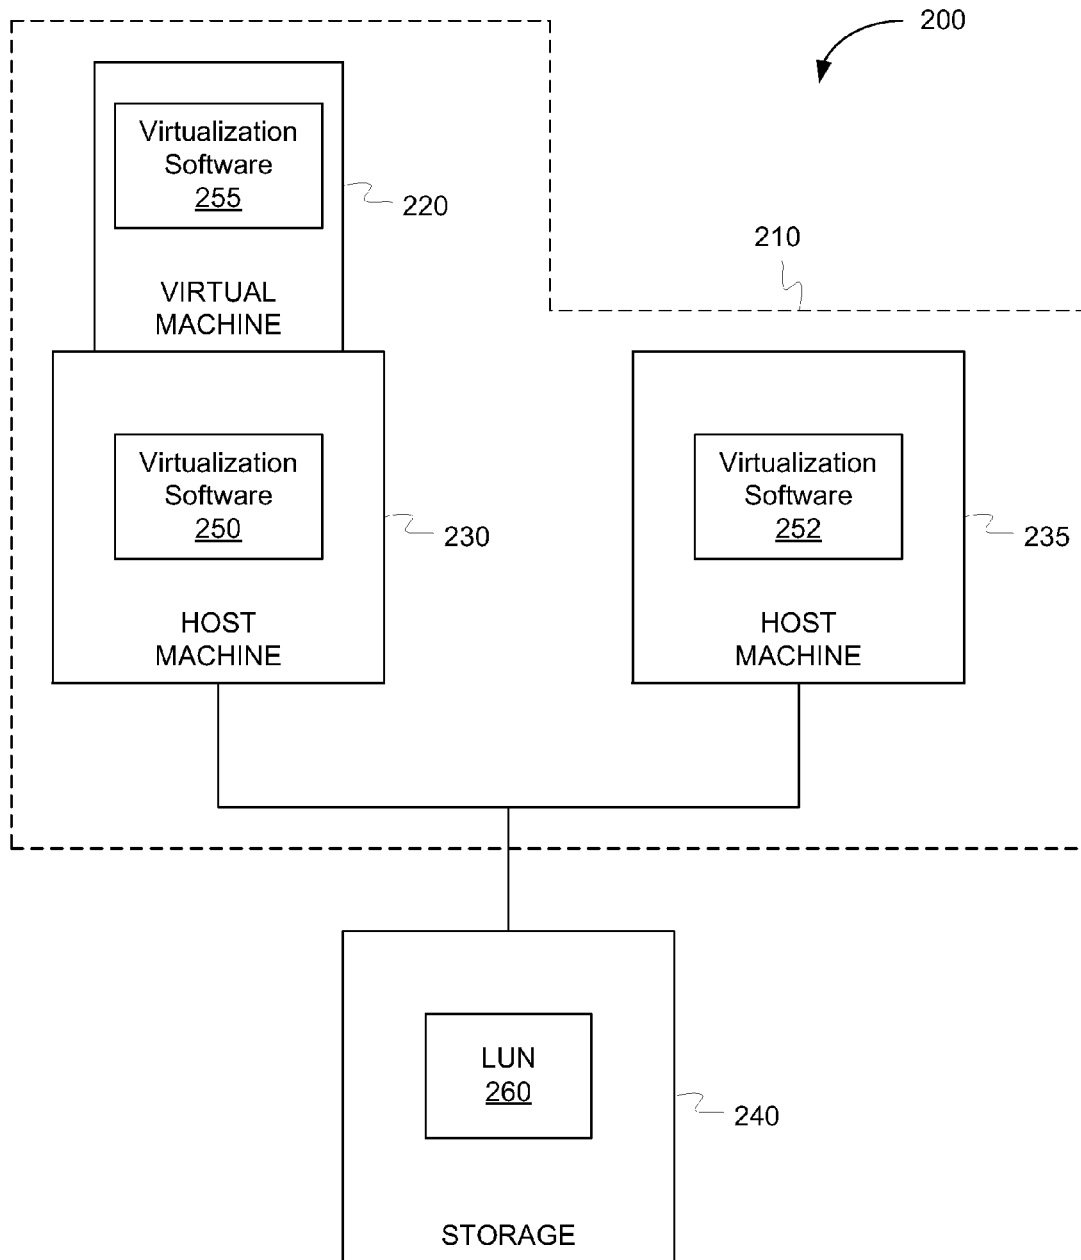 200
Virtualization
Software
255
220
210
VIRTUAL
MACHINE
Virtualization
Software
250
230
Virtualization
Software
252
235
HOST
MACHINE
HOST
MACHINE
LUN
260
240
STORAGE